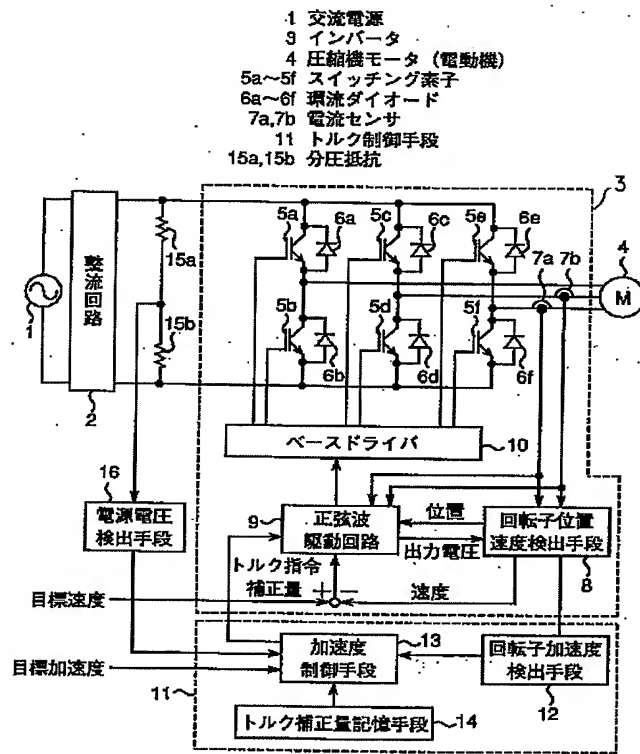 1 交流電源
3 インバータ
4 圧縮機モータ(電動機)
5a~5f スイッチング素子
6a~6f 環流ダイオード
7a,7b 電流センサ
11 トルク制御手段
15a,15b 分圧抵抗
3
5a
6a
5c
6c
5e
6e
7a 7b
4
M
15a
整流回路
1
15b
5b
5d
5f
6b
6d
6f
2
ベースドライバ
10
16
電源電圧
検出手段
9
正弦波
駆動回路
位置
出力電圧
回転子位置
速度検出手段
8
トルク指令
補正量
+
−
速度
目標速度
13
加速度
制御手段
回転子加速度
検出手段
12
目標加速度
11
トルク補正量記憶手段
14